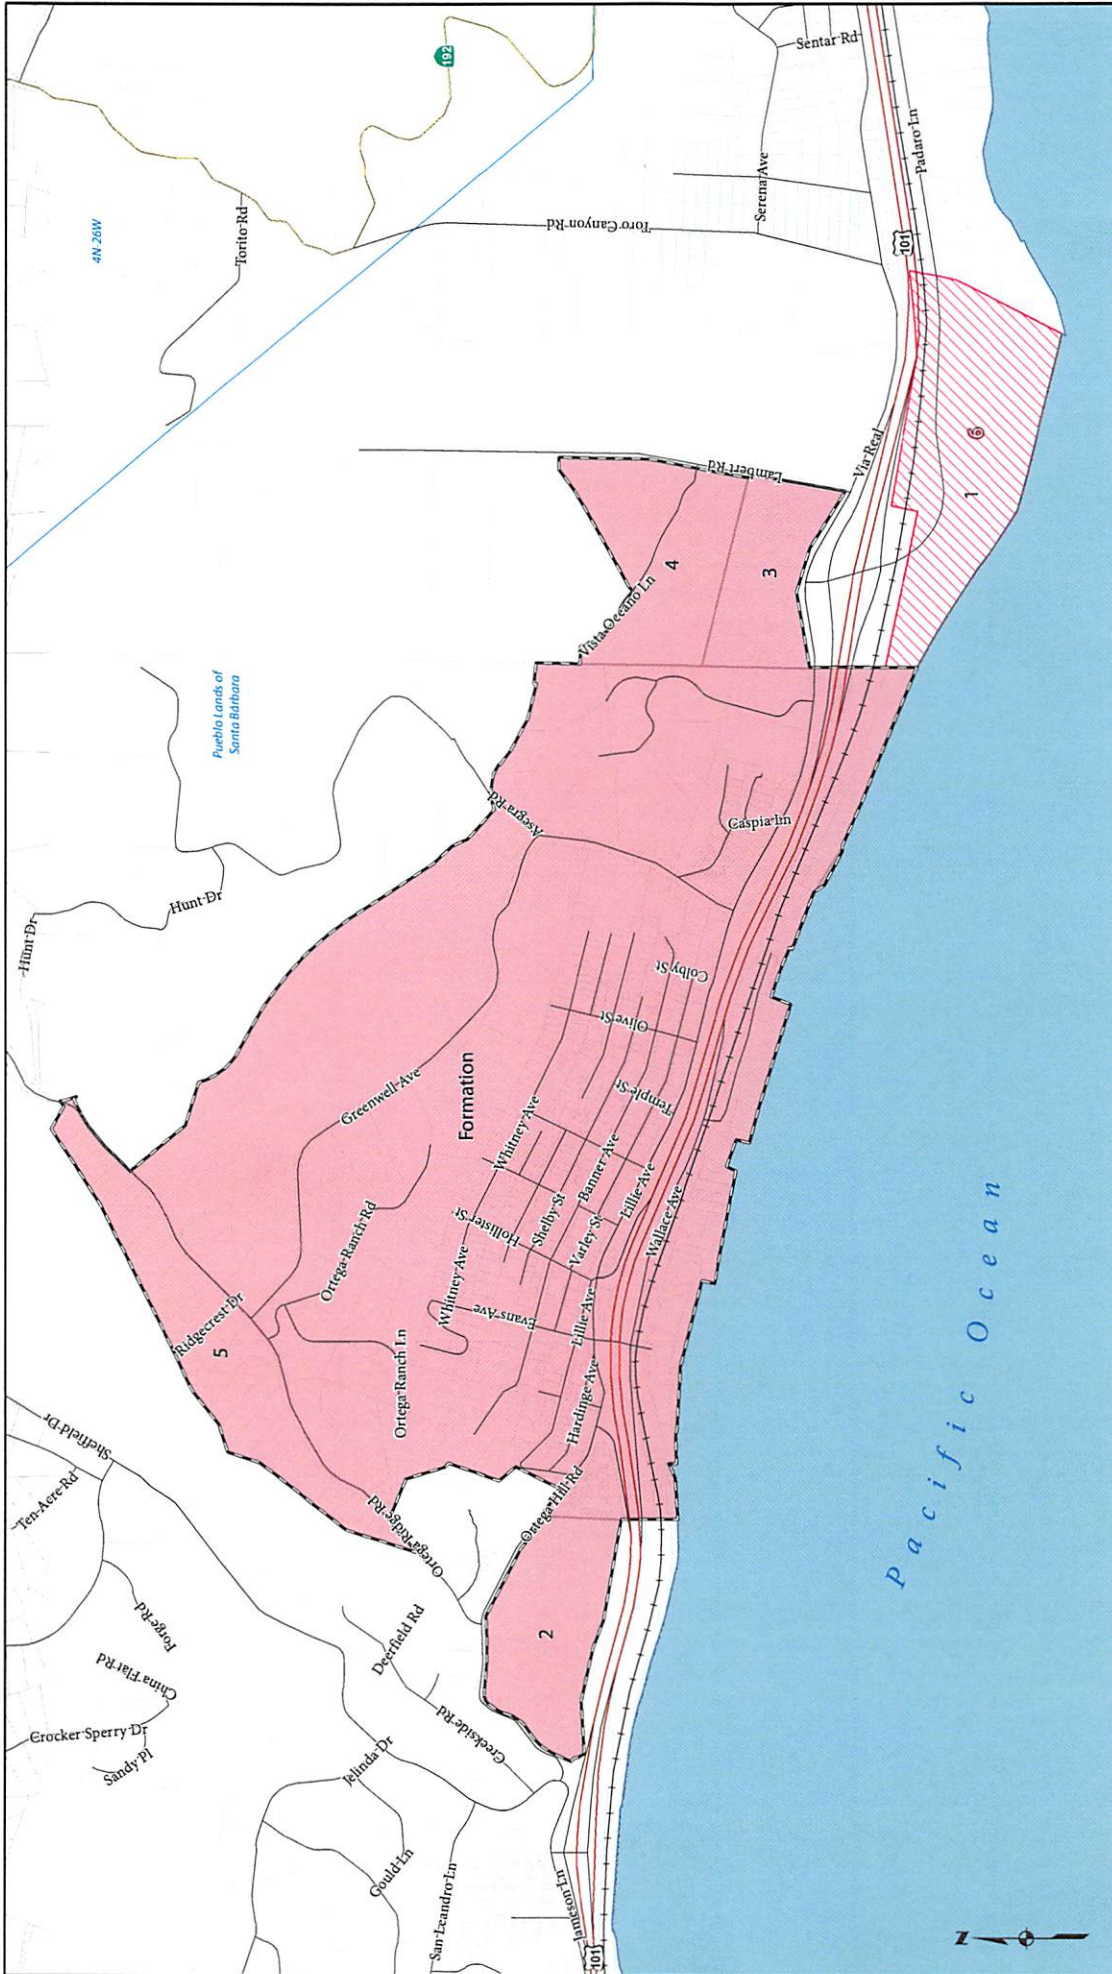 Hunt Dr
Hunt Dr
4N-26W
192
Torito Rd
Toro Canyon Rd
Sentar Rd
Serena Ave
Padaro Ln
101
Via Real
Lambert Rd
Pueblo Lands of
Santa Barbara
Vista Oceano Ln
4
3
1
6
Asegra Rd
Caspia Ln
Greenwell Ave
Formation
Colby St
Olive St
Temple St
Whitney Ave
Banner Ave
Lillie Ave
Shelby St
Varley St
Hollister St
Wallace Ave
Ortega Ranch Rd
Whitney Ave
Evans Ave
Lillie Ave
Ridgecrest Dr
5
Ortega Ranch Ln
Hardinge Ave
Sheffield Dr
Ten Acre Rd
Ortega Ridge Rd
Ortega Hill Rd
2
Forge Rd
China Flat Rd
Deerfield Rd
Crocker Sperry Dr
Sandy Pl
Creekside Rd
Jelinda Dr
Gould Ln
San Leandro Ln
Jameson Ln
101
Pacific Ocean
N